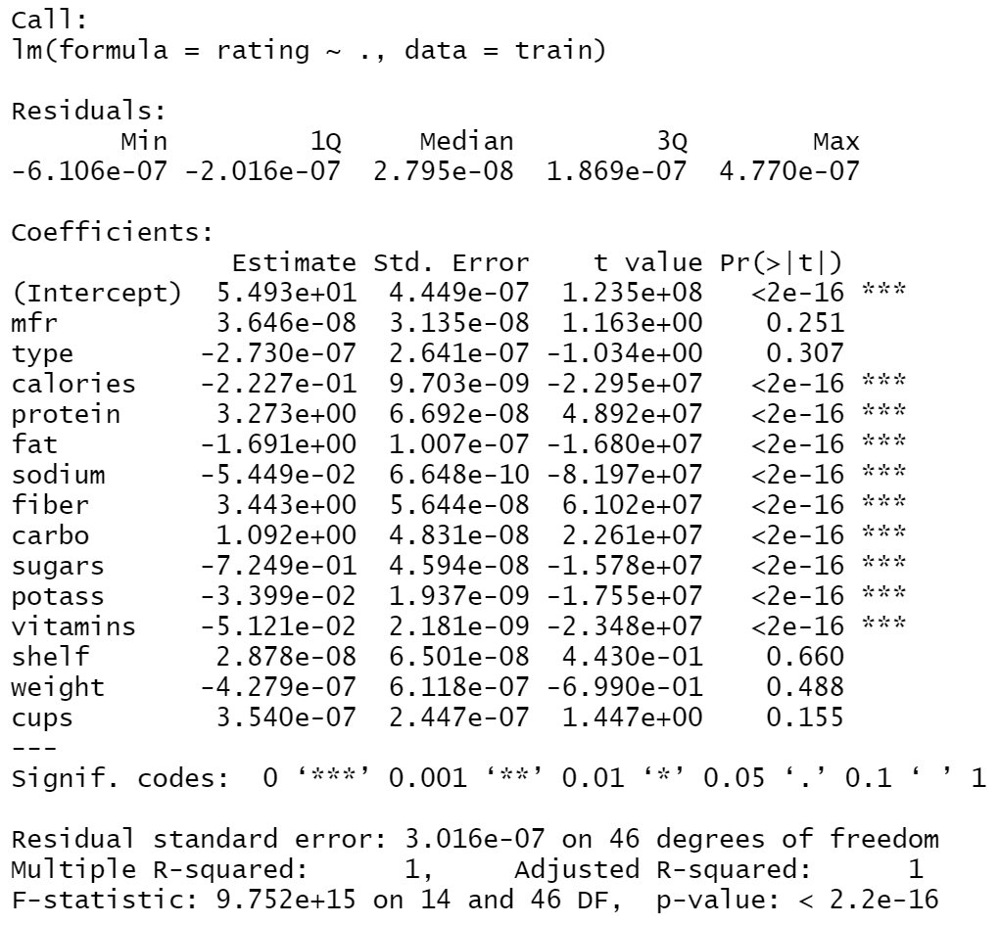 Call:
lm(formula = rating ~ ., data = train)
Residuals:
Min 1Q Median 3Q Max
-6.106e-07 -2.016e-07 2.795e-08 1.869e-07 4.770e-07
Coefficients:
Estimate Std. Error t value Pr(>|t|)
(Intercept) 5.493e+01 4.449e-07 1.235e+08 <2e-16 ***
mfr 3.646e-08 3.135e-08 1.163e+00 0.251
type -2.730e-07 2.641e-07 -1.034e+00 0.307
calories -2.227e-01 9.703e-09 -2.295e+07 <2e-16 ***
protein 3.273e+00 6.692e-08 4.892e+07 <2e-16 ***
fat -1.691e+00 1.007e-07 -1.680e+07 <2e-16 ***
sodium -5.449e-02 6.648e-10 -8.197e+07 <2e-16 ***
fiber 3.443e+00 5.644e-08 6.102e+07 <2e-16 ***
carbo 1.092e+00 4.831e-08 2.261e+07 <2e-16 ***
sugars -7.249e-01 4.594e-08 -1.578e+07 <2e-16 ***
potass -3.399e-02 1.937e-09 -1.755e+07 <2e-16 ***
vitamins -5.121e-02 2.181e-09 -2.348e+07 <2e-16 ***
shelf 2.878e-08 6.501e-08 4.430e-01 0.660
weight -4.279e-07 6.118e-07 -6.990e-01 0.488
cups 3.540e-07 2.447e-07 1.447e+00 0.155
---
Signif. codes: 0 ‘***’ 0.001 ‘**’ 0.01 ‘*’ 0.05 ‘.’ 0.1 ‘ ’ 1
Residual standard error: 3.016e-07 on 46 degrees of freedom
Multiple R-squared: 1, Adjusted R-squared: 1
F-statistic: 9.752e+15 on 14 and 46 DF, p-value: < 2.2e-16